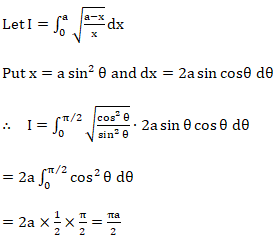 Let I = ∫₀ᵃ √((a−x)/x) dx
Put x = a sin² θ and dx = 2a sin cosθ dθ
∴ I = ∫₀^(π/2) √(cos² θ/sin² θ) · 2a sin θ cos θ dθ
= 2a ∫₀^(π/2) cos² θ dθ
= 2a × 1/2 × π/2 = πa/2